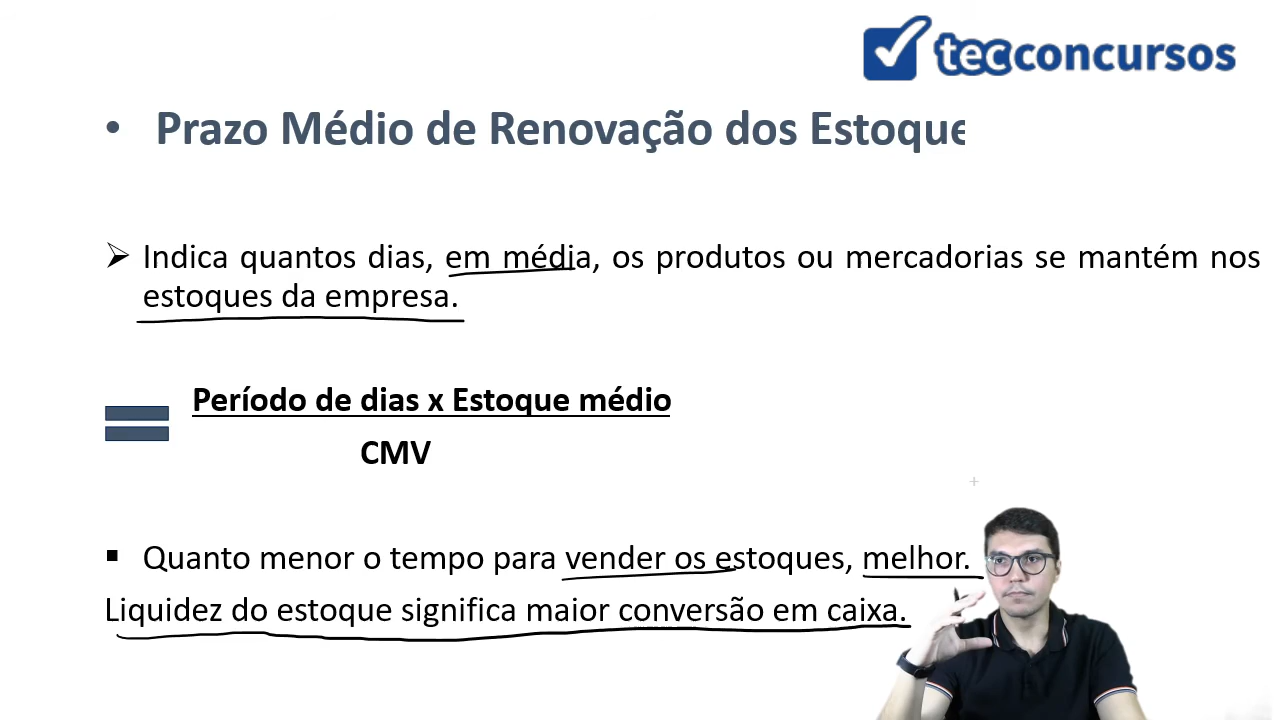 tecconcursos
• Prazo Médio de Renovação dos Estoque
➢ Indica quantos dias, em média, os produtos ou mercadorias se mantém nos
estoques da empresa.
Período de dias x Estoque médio
CMV
▪ Quanto menor o tempo para vender os estoques, melhor.
Liquidez do estoque significa maior conversão em caixa.